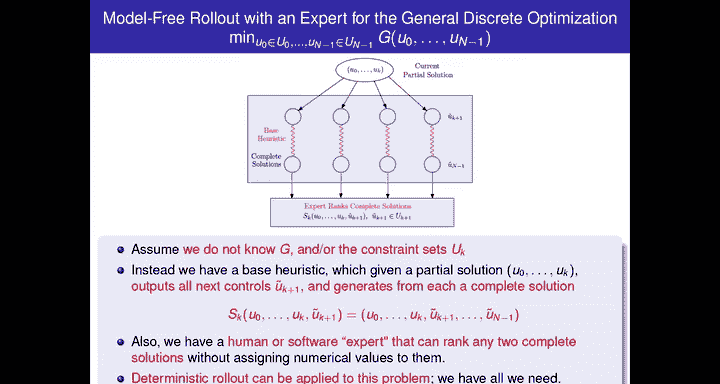 Model-Free Rollout with an Expert for the General Discrete Optimization
min_{u_0∈U_0,...,u_{N−1}∈U_{N−1}} G(u_0, . . . , u_{N−1})
(u_0, . . . , u_k)
Current
Partial Solution
ũ_{k+1}
Base
Heuristic
Complete
Solutions
ũ_{N−1}
Expert Ranks Complete Solutions
S_k(u_0, . . . , u_k, ũ_{k+1}), ũ_{k+1} ∈ U_{k+1}
Assume we do not know G, and/or the constraint sets U_k
Instead we have a base heuristic, which given a partial solution (u_0, . . . , u_k),
outputs all next controls ũ_{k+1}, and generates from each a complete solution
S_k(u_0, . . . , u_k, ũ_{k+1}) = (u_0, . . . , u_k, ũ_{k+1}, . . . , ũ_{N−1})
Also, we have a human or software "expert" that can rank any two complete
solutions without assigning numerical values to them.
Deterministic rollout can be applied to this problem; we have all we need.